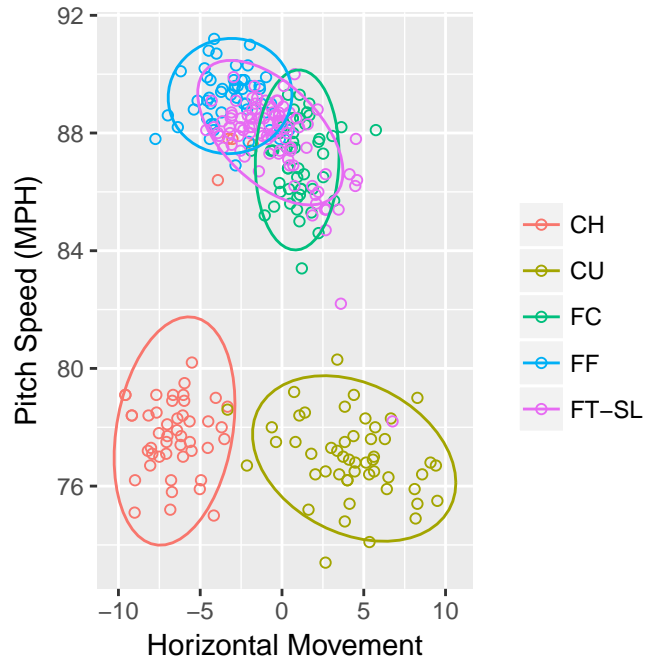 92
88
84
80
76
−10
−5
0
5
10
Pitch Speed (MPH)
Horizontal Movement
CH
CU
FC
FF
FT−SL